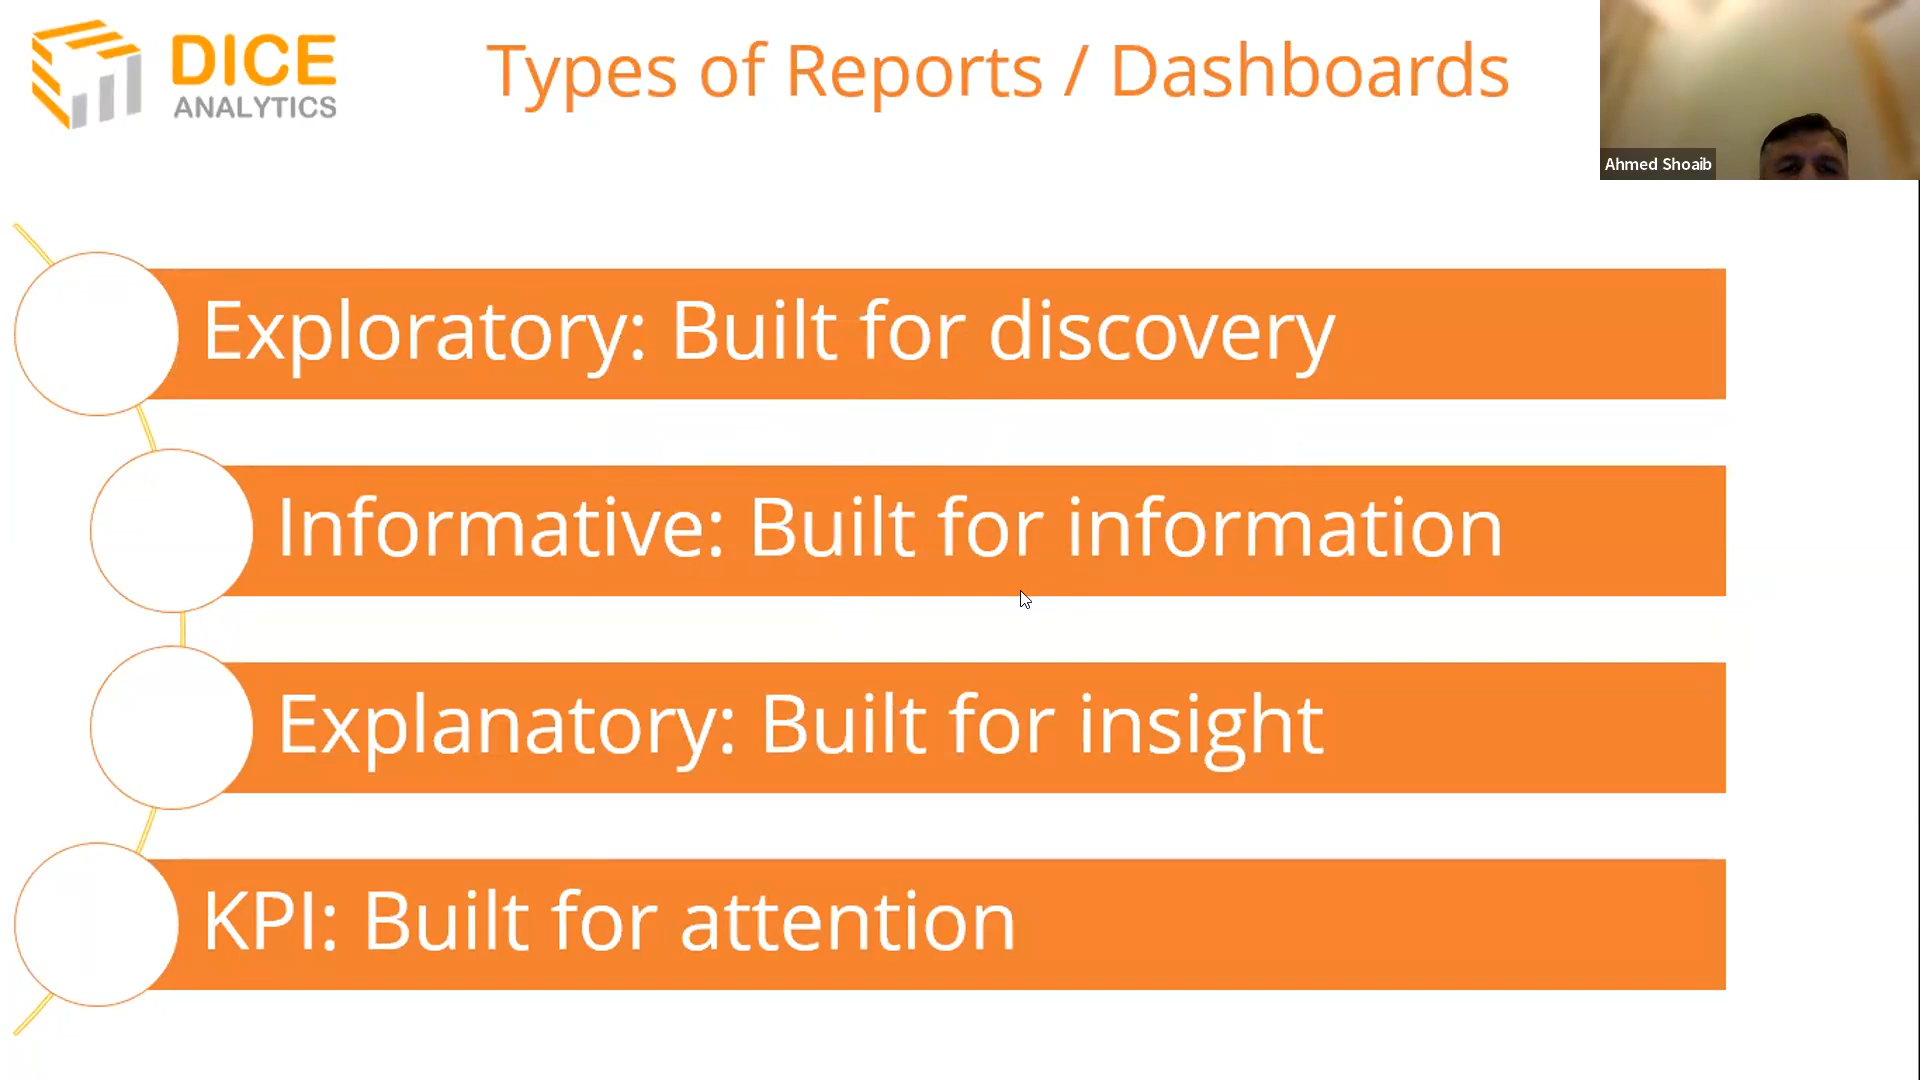 DICE
ANALYTICS
Types of Reports / Dashboards
Ahmed Shoaib
Exploratory: Built for discovery
Informative: Built for information
Explanatory: Built for insight
KPI: Built for attention